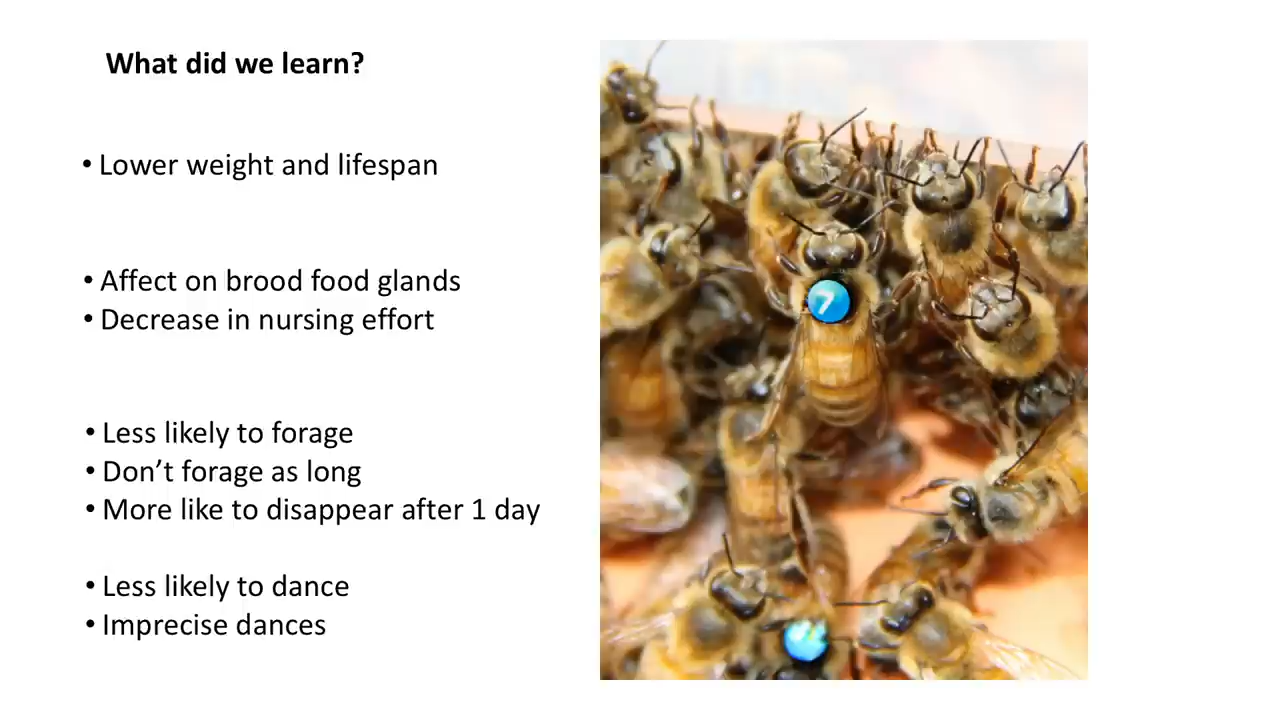 What did we learn?
• Lower weight and lifespan
• Affect on brood food glands
• Decrease in nursing effort
• Less likely to forage
• Don’t forage as long
• More like to disappear after 1 day
• Less likely to dance
• Imprecise dances
7